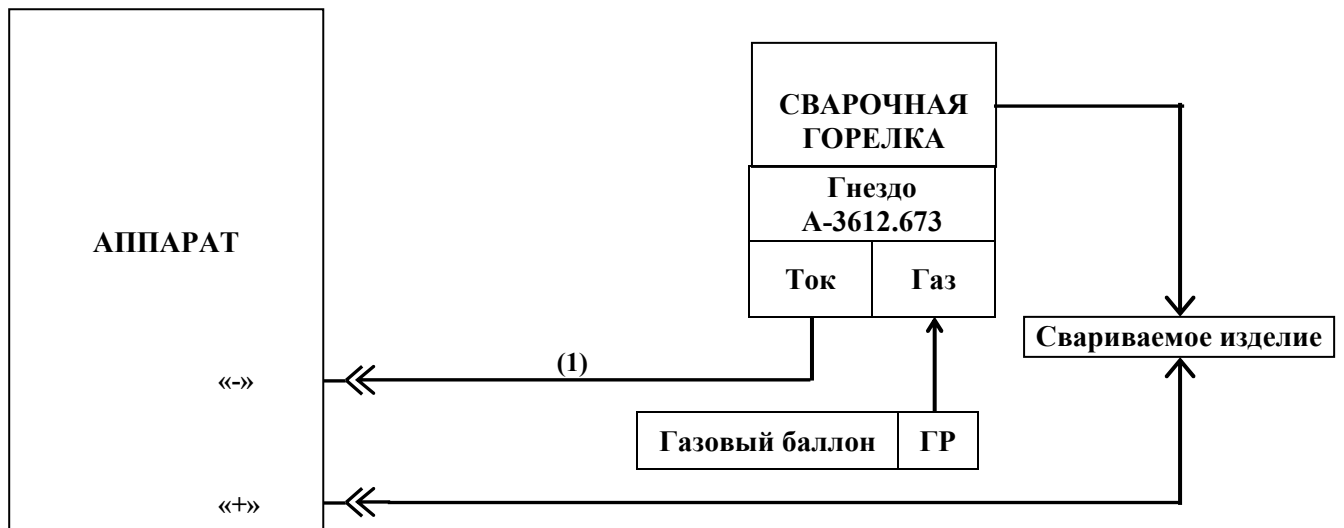 СВАРОЧНАЯ
ГОРЕЛКА
Гнездо
А-3612.673
АППАРАТ
Ток
Газ
Свариваемое изделие
(1)
«-»
Газовый баллон
ГР
«+»